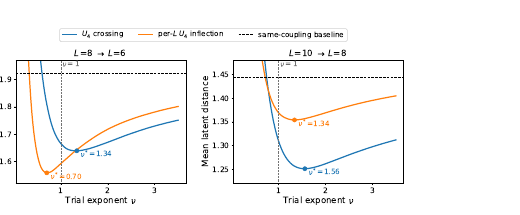 U4 crossing per-L U4 inflection same-coupling baseline
L=8 → L=6
ν=1
1.9
1.8
1.7
1.6
ν*=1.34
ν*=0.70
1 2 3
Trial exponent ν
L=10 → L=8
Mean latent distance
ν=1
1.45
1.40
1.35
1.30
1.25
ν*=1.34
ν*=1.56
1 2 3
Trial exponent ν